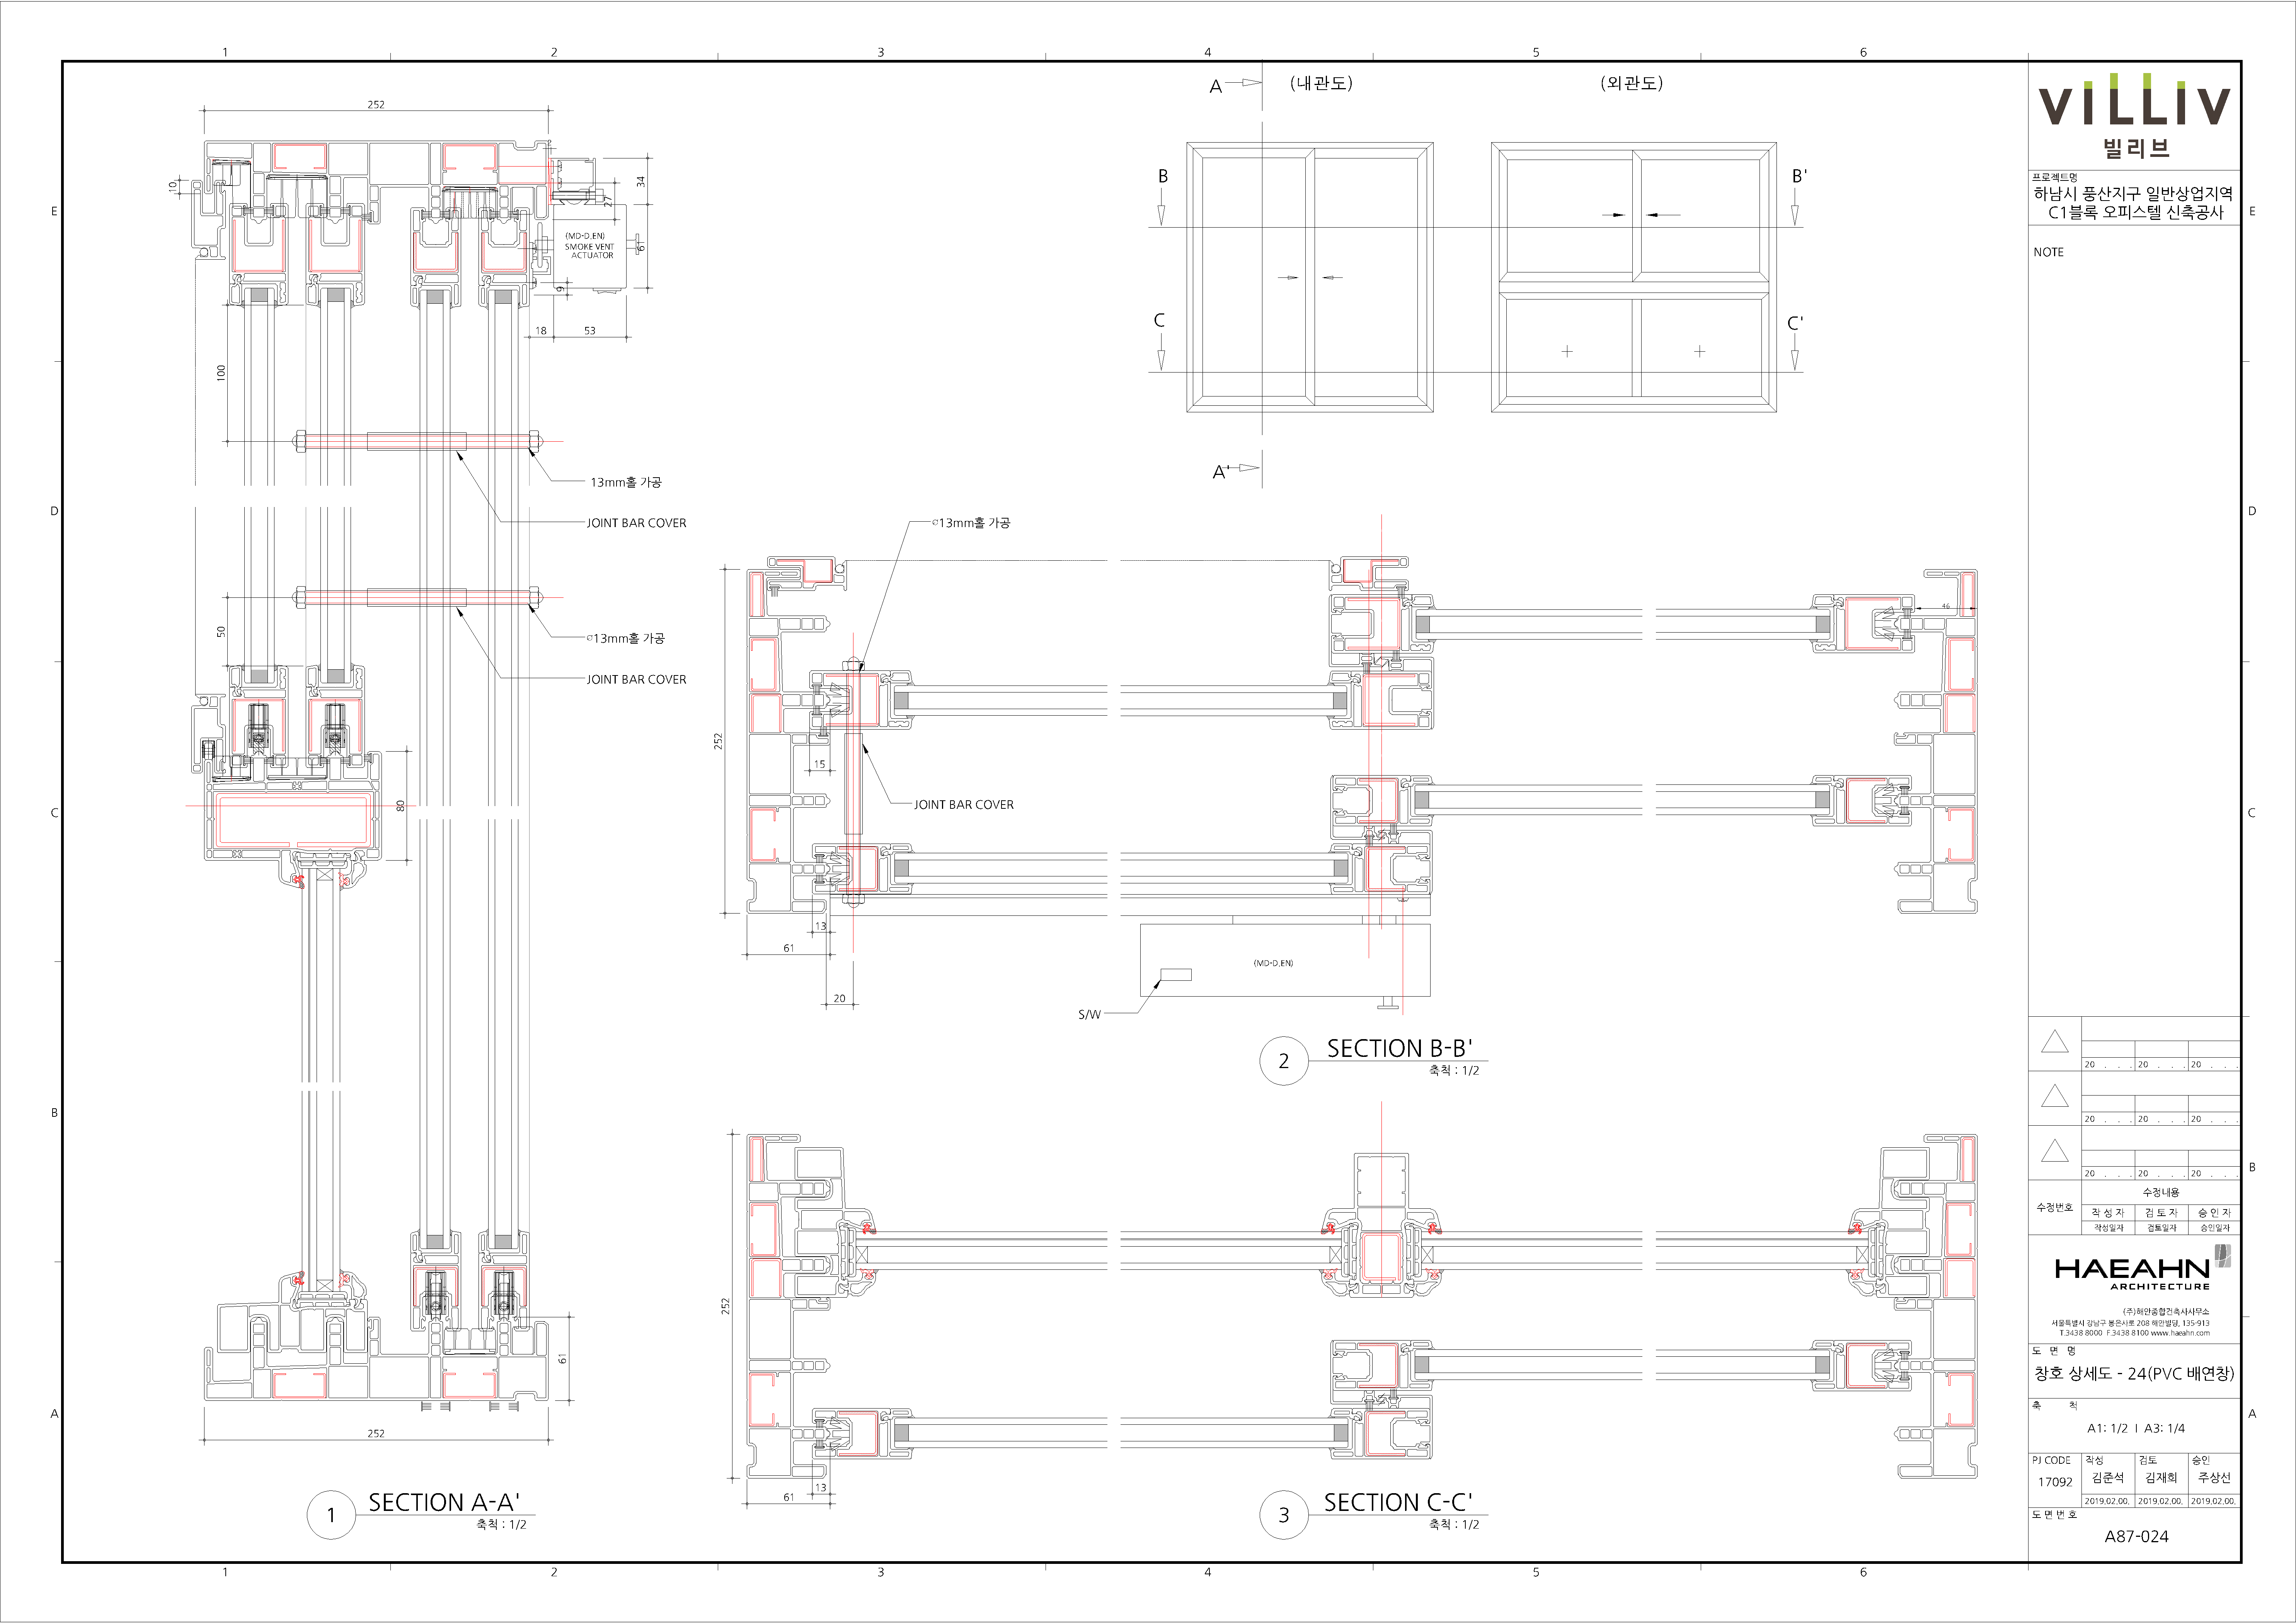 1 2 3 4 5 6
E
D
C
B
A
252
10
34
27
(MD-D.EN)
SMOKE VENT
ACTUATOR
61
9
18 53
100
13mm홀 가공
JOINT BAR COVER
50
∅13mm홀 가공
JOINT BAR COVER
80
61
252
1 SECTION A-A'
축척 : 1/2
A (내관도) (외관도)
B B'
C C'
A'
∅13mm홀 가공
46
252
15
JOINT BAR COVER
13
61
20
(MD-D.EN)
S/W
2 SECTION B-B'
축척 : 1/2
252
13
61
3 SECTION C-C'
축척 : 1/2
VILLIV
빌리브
프로젝트명
하남시 풍산지구 일반상업지역
C1블록 오피스텔 신축공사
NOTE
20 . . . 20 . . . 20 . . .
20 . . . 20 . . . 20 . . .
20 . . . 20 . . . 20 . . .
수정번호 수정내용
작 성 자 검 토 자 승 인 자
작성일자 검토일자 승인일자
HAEAHN
ARCHITECTURE
(주)해안종합건축사사무소
서울특별시 강남구 봉은사로 208 해안빌딩, 135-913
T.3438 8000 F.3438 8100 www.haeahn.com
도 면 명
창호 상세도 - 24(PVC 배연창)
축 척
A1: 1/2 I A3: 1/4
PJ CODE 작성 검토 승인
17092 김준석 김재희 주상선
2019.02.00. 2019.02.00. 2019.02.00.
도 면 번 호
A87-024
E
D
C
B
A
1 2 3 4 5 6